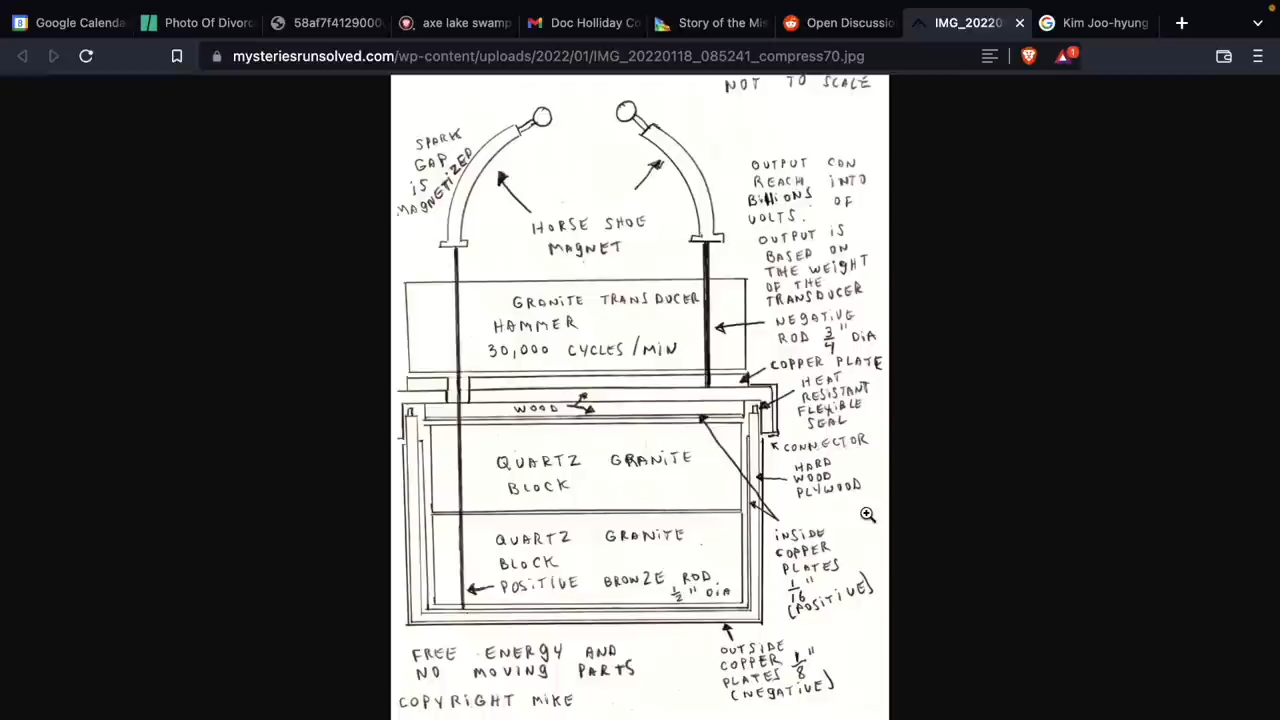 Google Calenda
Photo Of Divorc
58af7f4129000
axe lake swamp
Doc Holliday Co
Story of the Mis
Open Discussio
IMG_20220
Kim Joo-hyung
mysteriesrunsolved.com/wp-content/uploads/2022/01/IMG_20220118_085241_compress70.jpg
1
NOT TO SCALE
SPARK
GAP
IS
MAGNETIZED
HORSE SHOE
MAGNET
OUTPUT CAN
REACH INTO
BILLIONS OF
VOLTS.
OUTPUT IS
BASED ON
THE WEIGHT
OF THE
TRANSDUCER
GRANITE TRANSDUCER
HAMMER
30,000 CYCLES/MIN
NEGATIVE
ROD 3/4" DIA
COPPER PLATE
HEAT
RESISTANT
FLEXIBLE
SEAL
WOOD
CONNECTOR
HARD
WOOD
PLYWOOD
QUARTZ GRANITE
BLOCK
QUARTZ GRANITE
BLOCK
POSITIVE BRONZE ROD
1/2" DIA
INSIDE
COPPER
PLATES
1/16"
(POSITIVE)
FREE ENERGY AND
NO MOVING PARTS
COPYRIGHT MIKE
OUTSIDE
COPPER 1/8"
PLATES
(NEGATIVE)